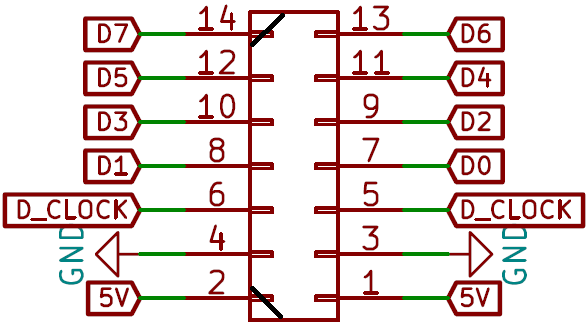 D7 14 13 D6
D5 12 11 D4
D3 10 9 D2
D1 8 7 D0
D_CLOCK 6 5 D_CLOCK
GND 4 3 GND
5V 2 1 5V